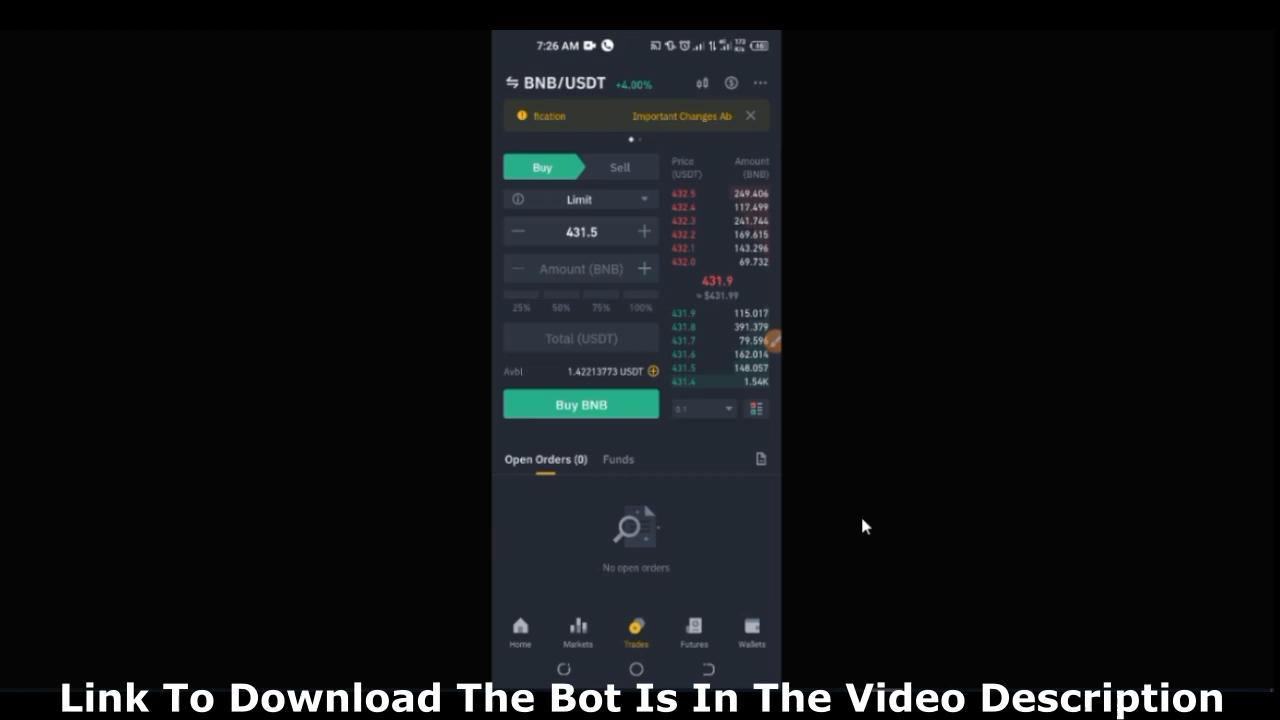 7:26 AM
BNB/USDT +4.00%
fication Important Changes Ab
Buy Sell
Limit
431.5
Amount (BNB)
25% 50% 75% 100%
Total (USDT)
Avbl 1.42213773 USDT
Buy BNB
Price Amount
(USDT) (BNB)
432.5 249.406
432.4 117.499
432.3 241.744
432.2 169.615
432.1 143.296
432.0 69.732
431.9
≈ $431.99
431.9 115.017
431.8 391.379
431.7 79.596
431.6 162.014
431.5 148.057
431.4 1.54K
0.1
Open Orders (0) Funds
No open orders
Home Markets Trades Futures Wallets
Link To Download The Bot Is In The Video Description